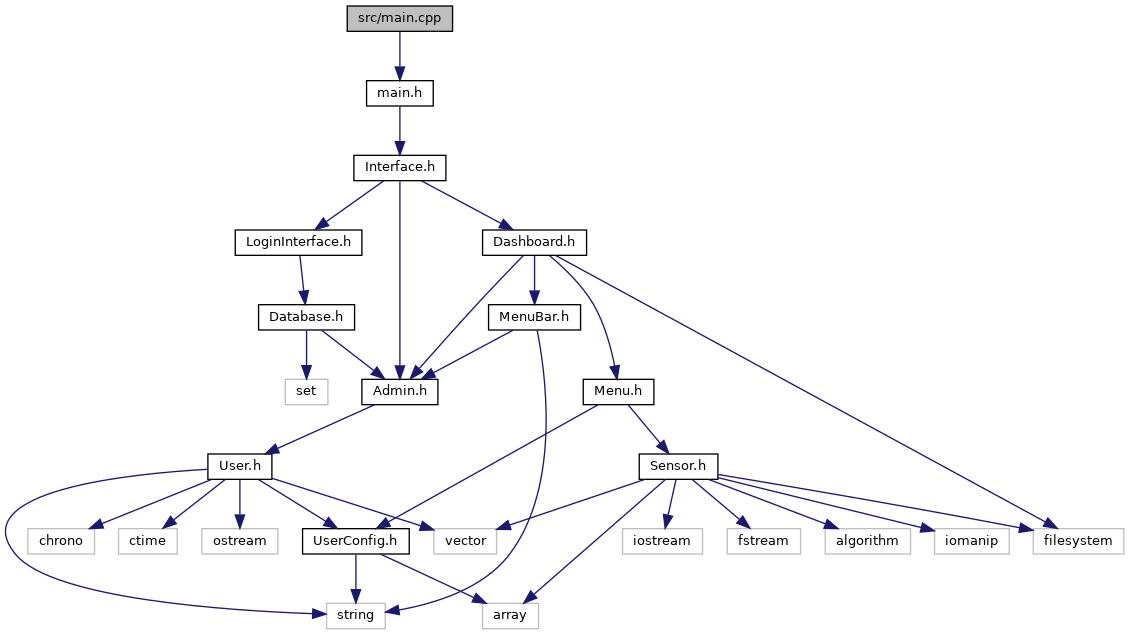 src/main.cpp
main.h
Interface.h
LoginInterface.h
Dashboard.h
Database.h
MenuBar.h
set
Admin.h
Menu.h
User.h
Sensor.h
chrono
ctime
ostream
UserConfig.h
vector
iostream
fstream
algorithm
iomanip
filesystem
string
array